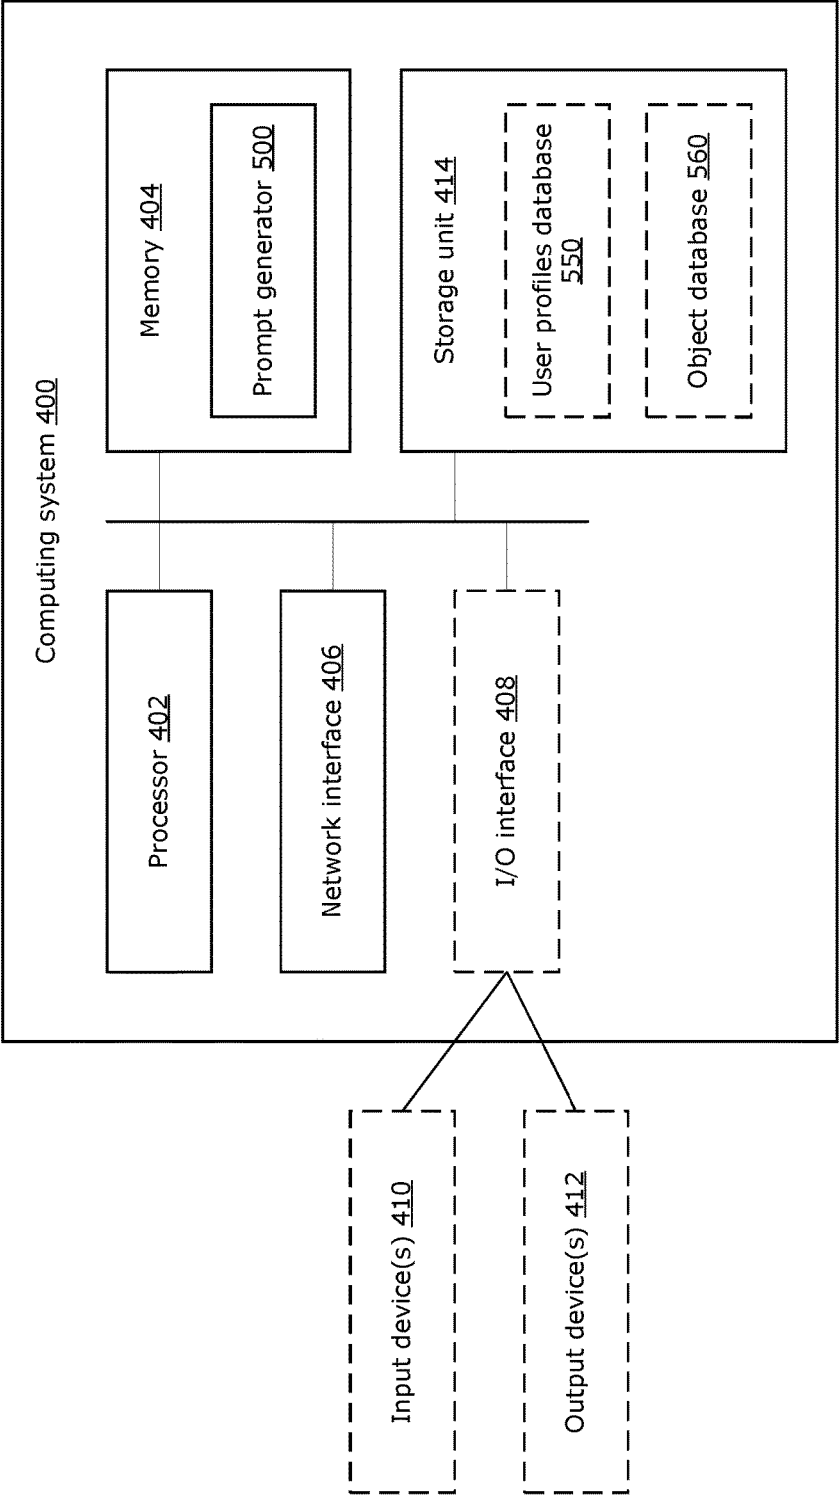 Computing system 400
Processor 402
Memory 404
Prompt generator 500
Network interface 406
Storage unit 414
User profiles database
550
Object database 560
I/O interface 408
Input device(s) 410
Output device(s) 412